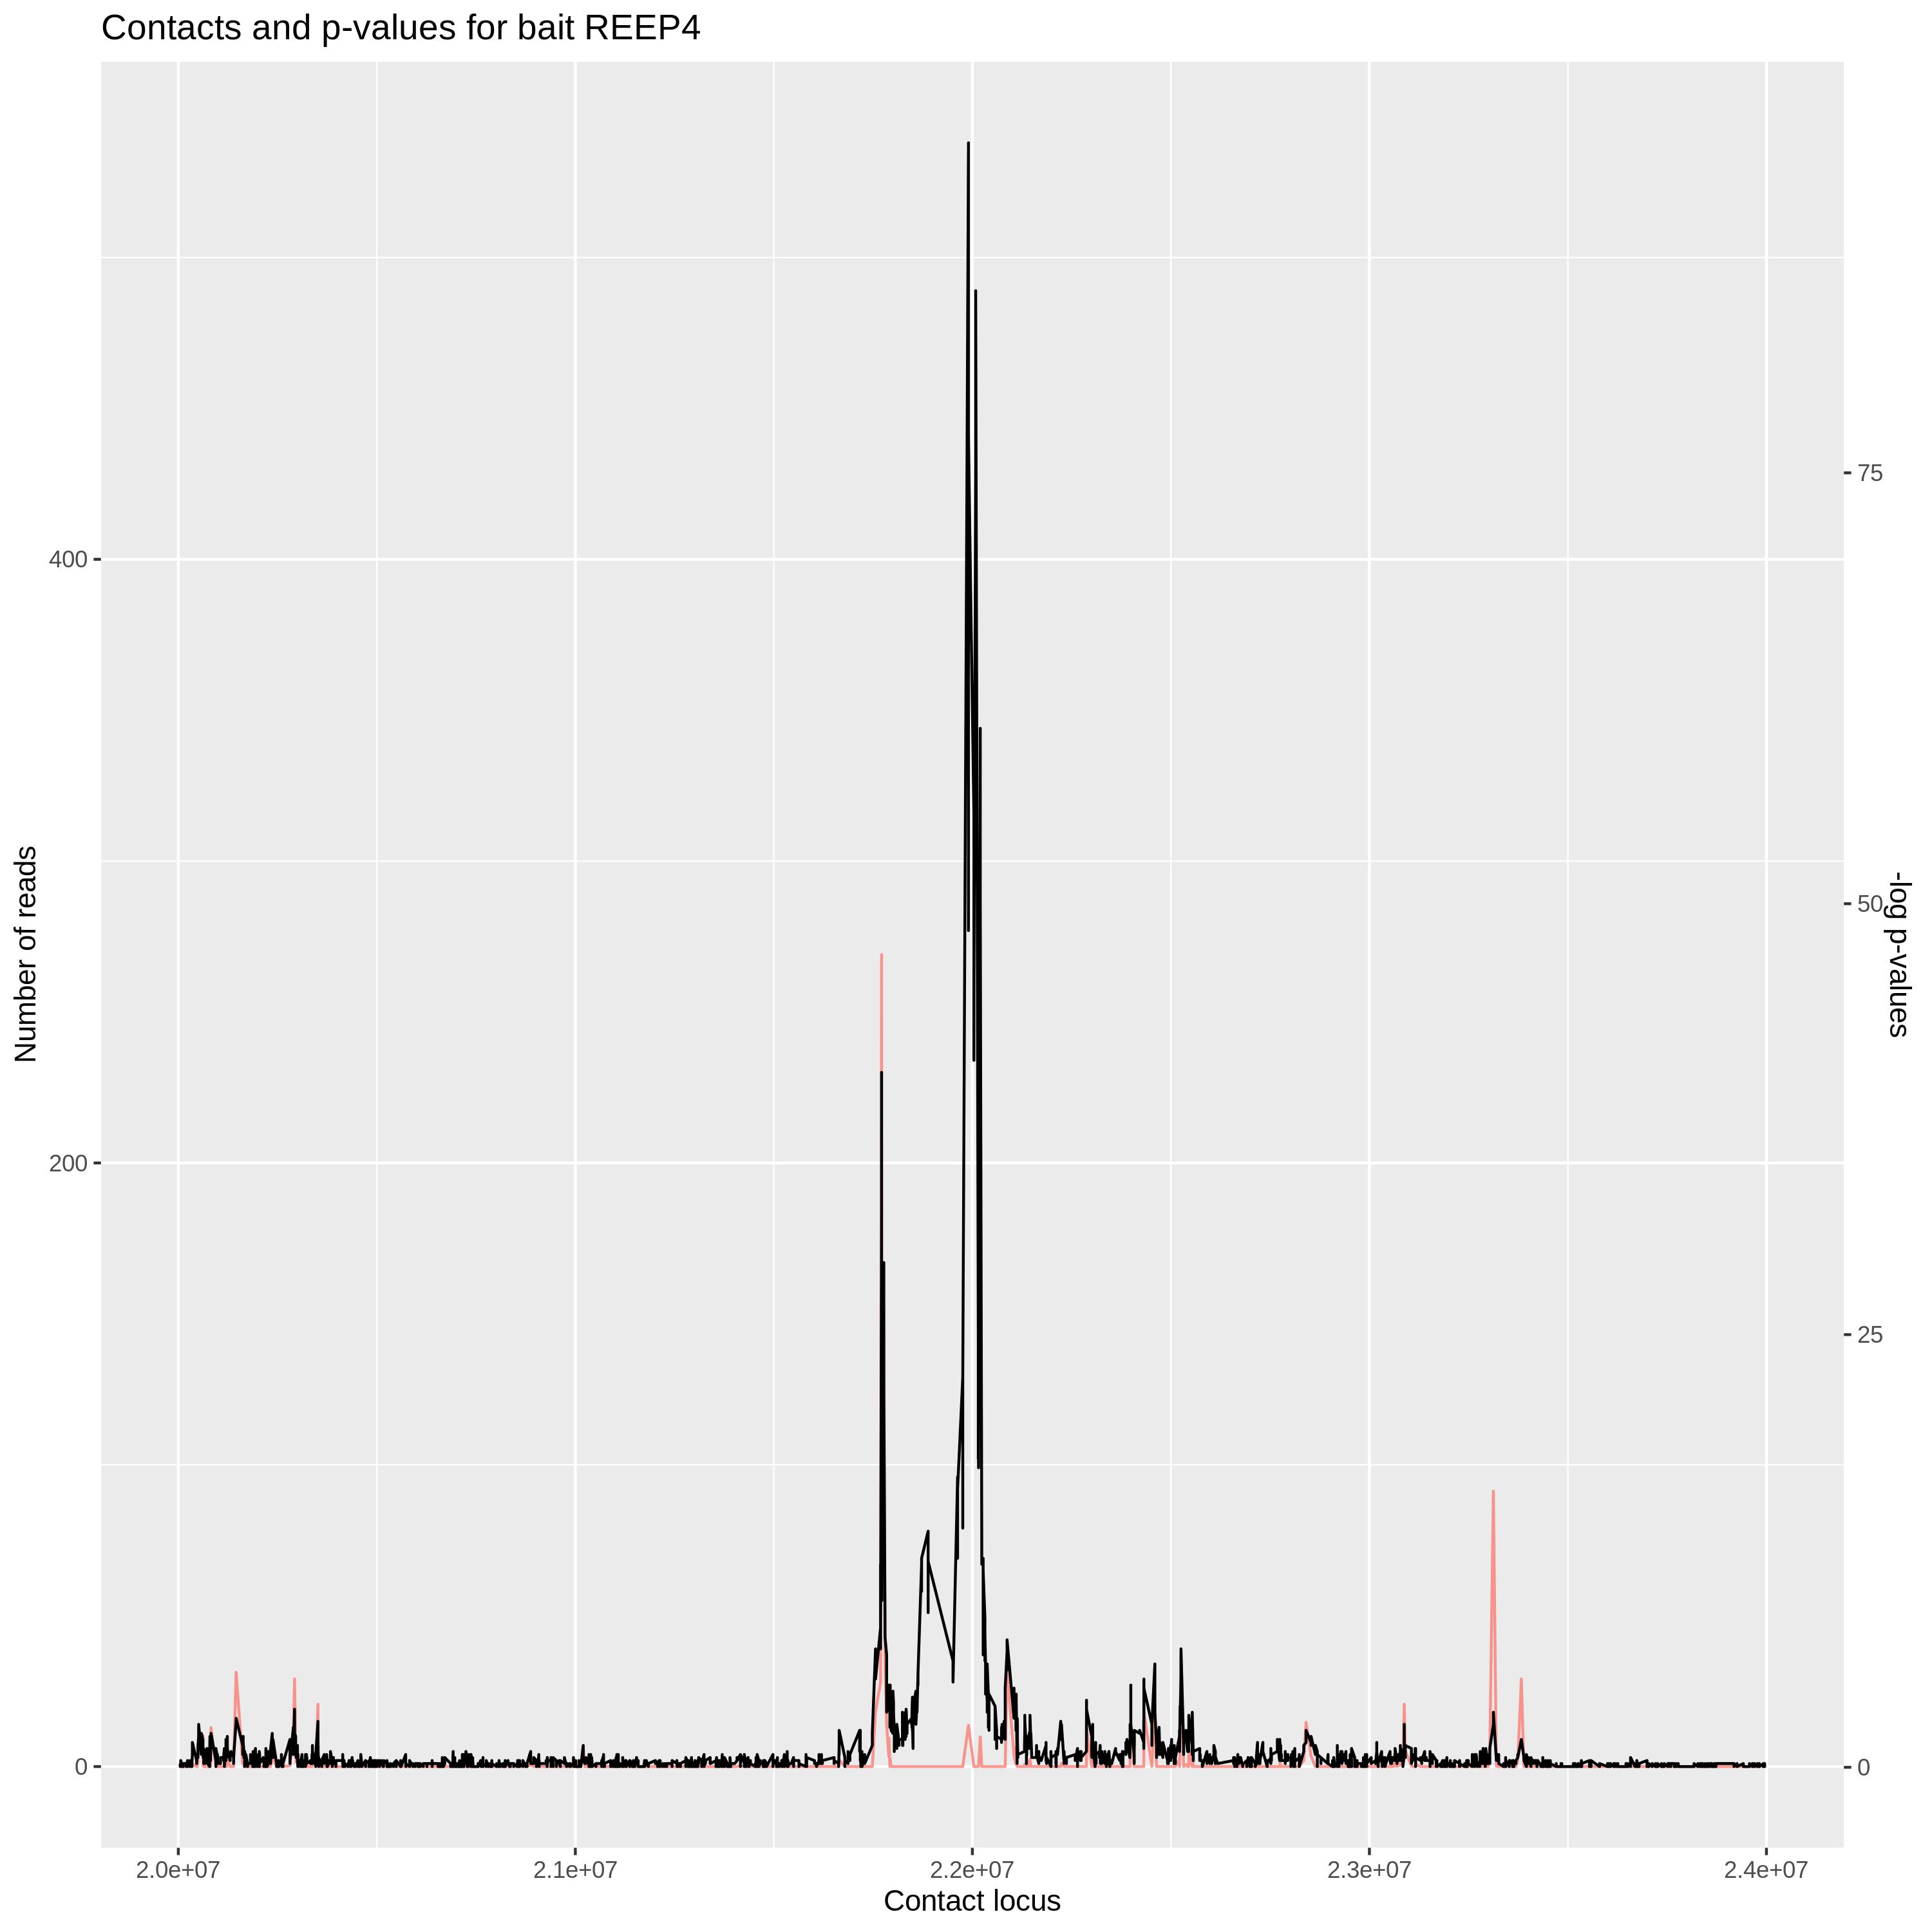 Contacts and p-values for bait REEP4
Number of reads
400
200
0
75
50
25
0
-log p-values
2.0e+07
2.1e+07
2.2e+07
2.3e+07
2.4e+07
Contact locus